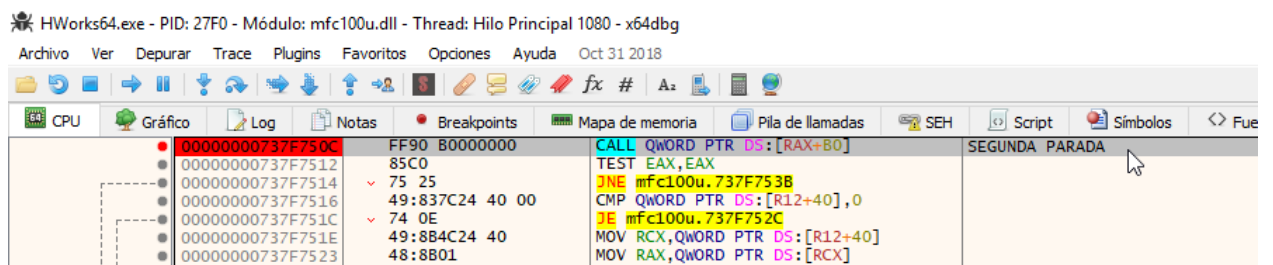 HWorks64.exe - PID: 27F0 - Módulo: mfc100u.dll - Thread: Hilo Principal 1080 - x64dbg
Archivo Ver Depurar Trace Plugins Favoritos Opciones Ayuda Oct 31 2018
S fx # Az
64 CPU Gráfico Log Notas Breakpoints Mapa de memoria Pila de llamadas SEH Script Símbolos <> Fue
00000000737F750C FF90 B0000000 CALL QWORD PTR DS:[RAX+B0] SEGUNDA PARADA
00000000737F7512 85C0 TEST EAX,EAX
00000000737F7514 75 25 JNE mfc100u.737F753B
00000000737F7516 49:837C24 40 00 CMP QWORD PTR DS:[R12+40],0
00000000737F751C 74 0E JE mfc100u.737F752C
00000000737F751E 49:8B4C24 40 MOV RCX,QWORD PTR DS:[R12+40]
00000000737F7523 48:8B01 MOV RAX,QWORD PTR DS:[RCX]